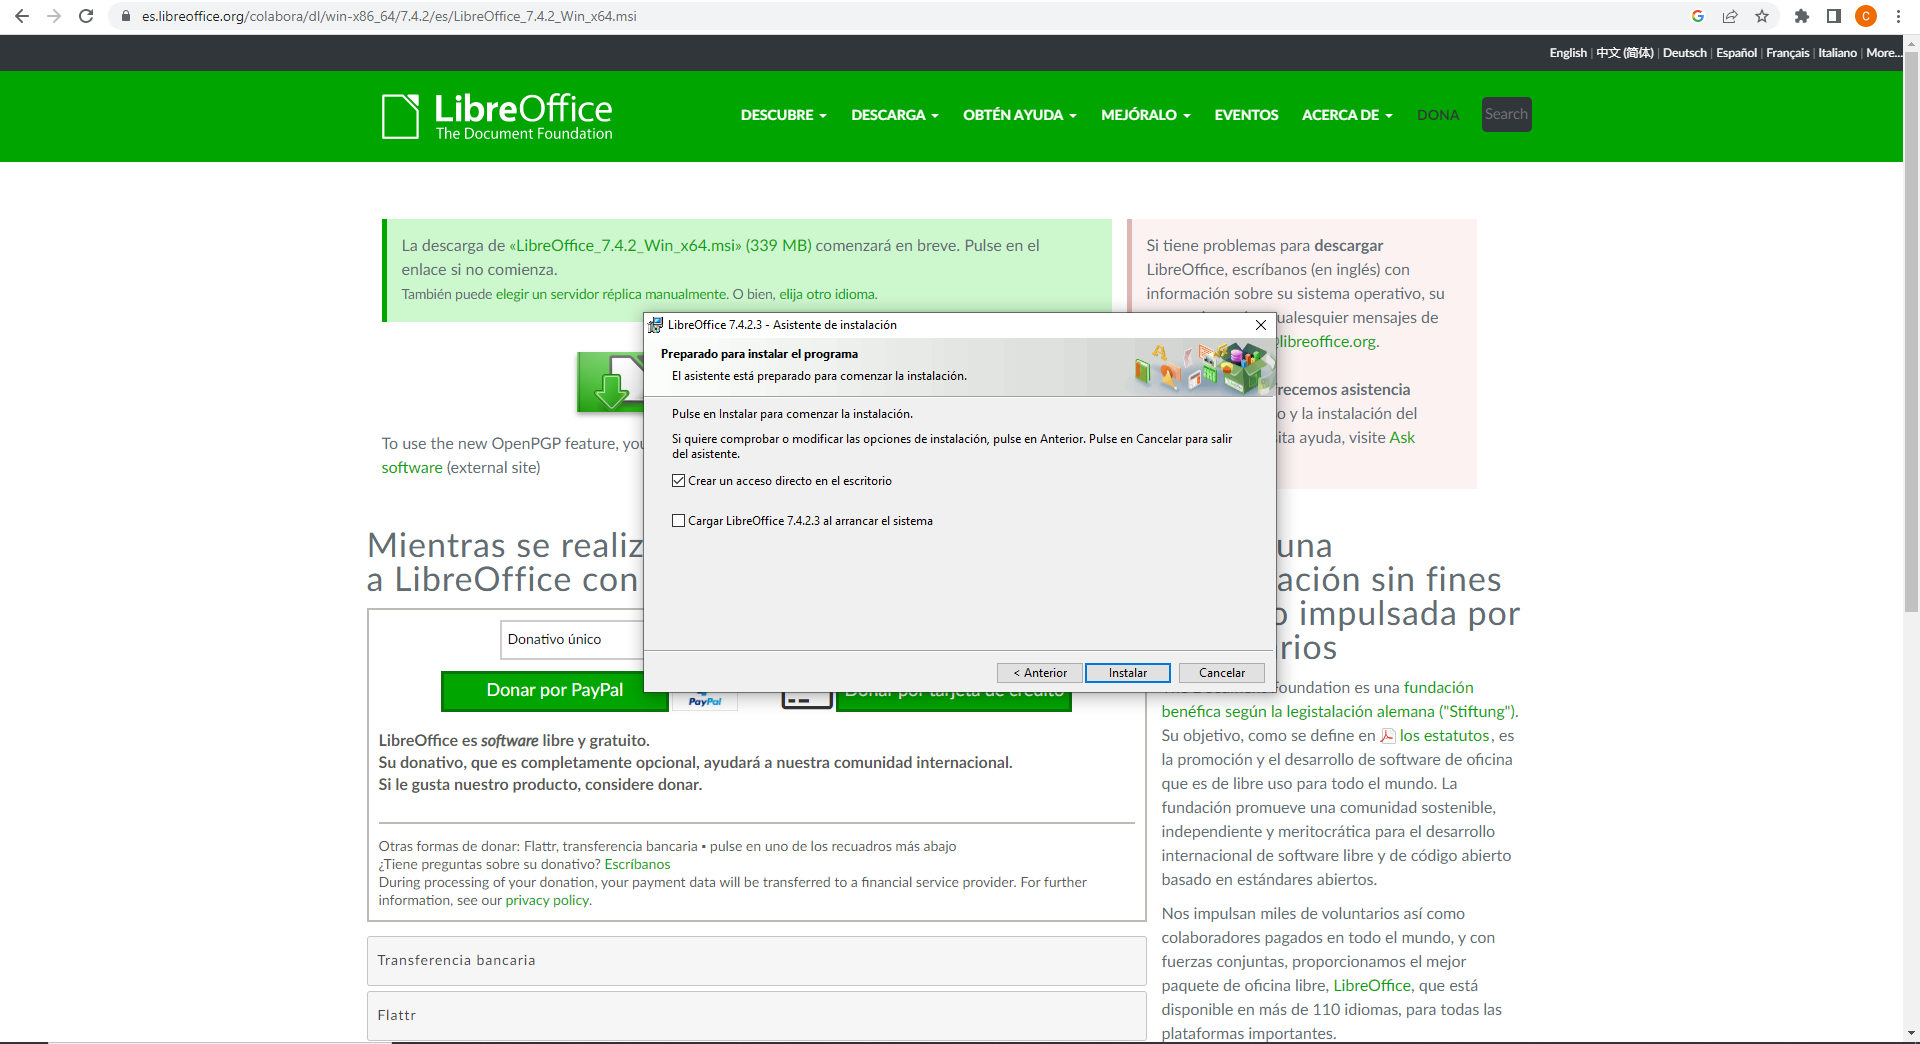 es.libreoffice.org/colabora/dl/win-x86_64/7.4.2/es/LibreOffice_7.4.2_Win_x64.msi
C
English | 中文 (简体) | Deutsch | Español | Français | Italiano | More...
LibreOffice
The Document Foundation
DESCUBRE
DESCARGA
OBTÉN AYUDA
MEJÓRALO
EVENTOS
ACERCA DE
DONA
Search
La descarga de «LibreOffice_7.4.2_Win_x64.msi» (339 MB) comenzará en breve. Pulse en el
enlace si no comienza.
También puede elegir un servidor réplica manualmente. O bien, elija otro idioma.
Si tiene problemas para descargar
LibreOffice, escríbanos (en inglés) con
información sobre su sistema operativo, su
ualesquier mensajes de
libreoffice.org.
frecemos asistencia
o y la instalación del
ita ayuda, visite Ask
To use the new OpenPGP feature, you
software (external site)
LibreOffice 7.4.2.3 - Asistente de instalación
Preparado para instalar el programa
El asistente está preparado para comenzar la instalación.
Pulse en Instalar para comenzar la instalación.
Si quiere comprobar o modificar las opciones de instalación, pulse en Anterior. Pulse en Cancelar para salir
del asistente.
Crear un acceso directo en el escritorio
Cargar LibreOffice 7.4.2.3 al arrancar el sistema
< Anterior
Instalar
Cancelar
Mientras se realiz
a LibreOffice con
Donativo único
Donar por PayPal
PayPal
Donar por tarjeta de crédito
LibreOffice es software libre y gratuito.
Su donativo, que es completamente opcional, ayudará a nuestra comunidad internacional.
Si le gusta nuestro producto, considere donar.
Otras formas de donar: Flattr, transferencia bancaria ▪ pulse en uno de los recuadros más abajo
¿Tiene preguntas sobre su donativo? Escríbanos
During processing of your donation, your payment data will be transferred to a financial service provider. For further
information, see our privacy policy.
Transferencia bancaria
Flattr
una
ación sin fines
o impulsada por
rios
The Document Foundation es una fundación
benéfica según la legistalación alemana ("Stiftung").
Su objetivo, como se define en los estatutos, es
la promoción y el desarrollo de software de oficina
que es de libre uso para todo el mundo. La
fundación promueve una comunidad sostenible,
independiente y meritocrática para el desarrollo
internacional de software libre y de código abierto
basado en estándares abiertos.
Nos impulsan miles de voluntarios así como
colaboradores pagados en todo el mundo, y con
fuerzas conjuntas, proporcionamos el mejor
paquete de oficina libre, LibreOffice, que está
disponible en más de 110 idiomas, para todas las
plataformas importantes.